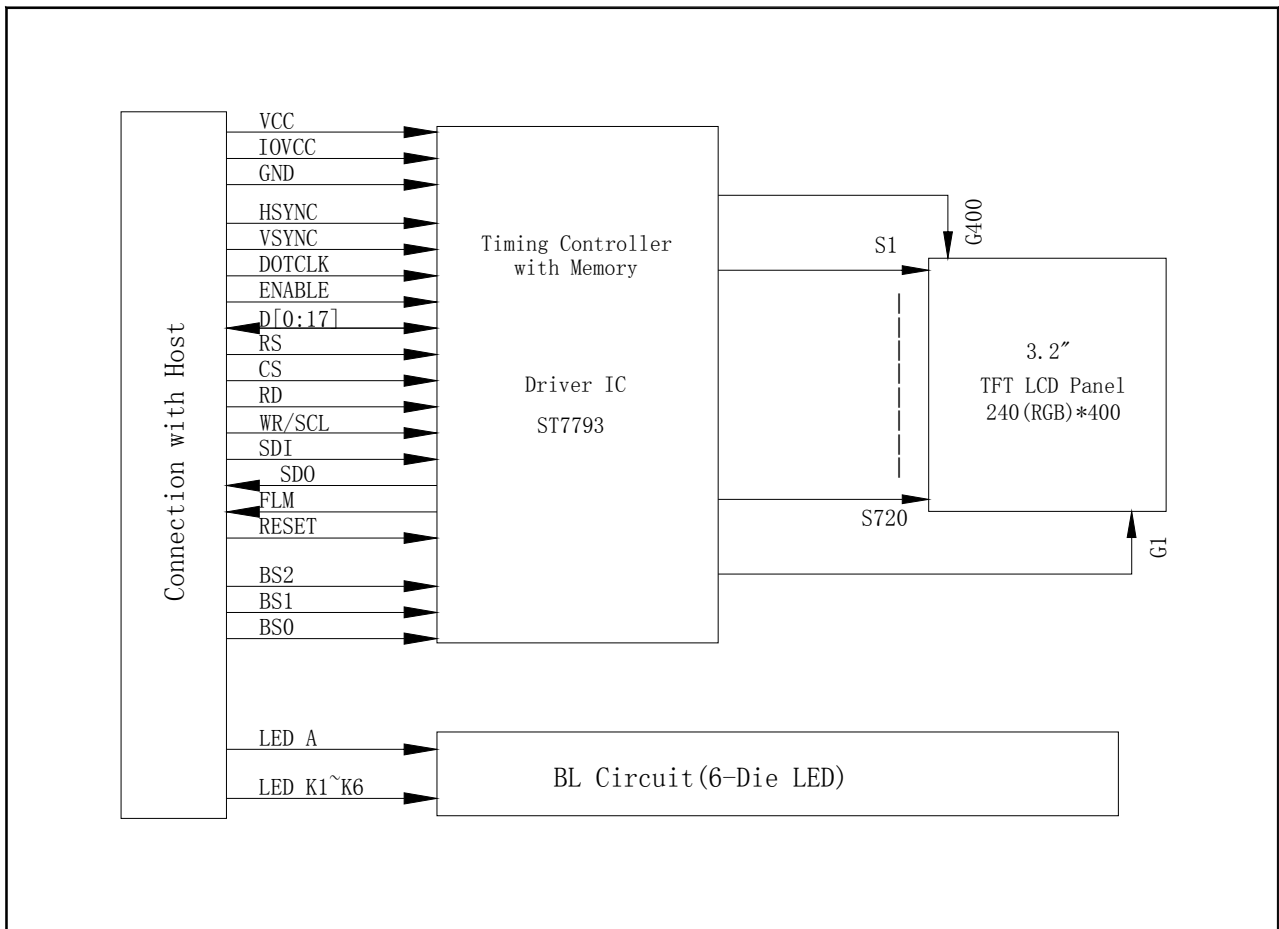 Connection with Host
VCC
IOVCC
GND
HSYNC
VSYNC
DOTCLK
ENABLE
D[0:17]
RS
CS
RD
WR/SCL
SDI
SDO
FLM
RESET
BS2
BS1
BS0
LED A
LED K1~K6
Timing Controller
with Memory
Driver IC
ST7793
G400
S1
S720
G1
3.2″
TFT LCD Panel
240(RGB)*400
BL Circuit(6-Die LED)